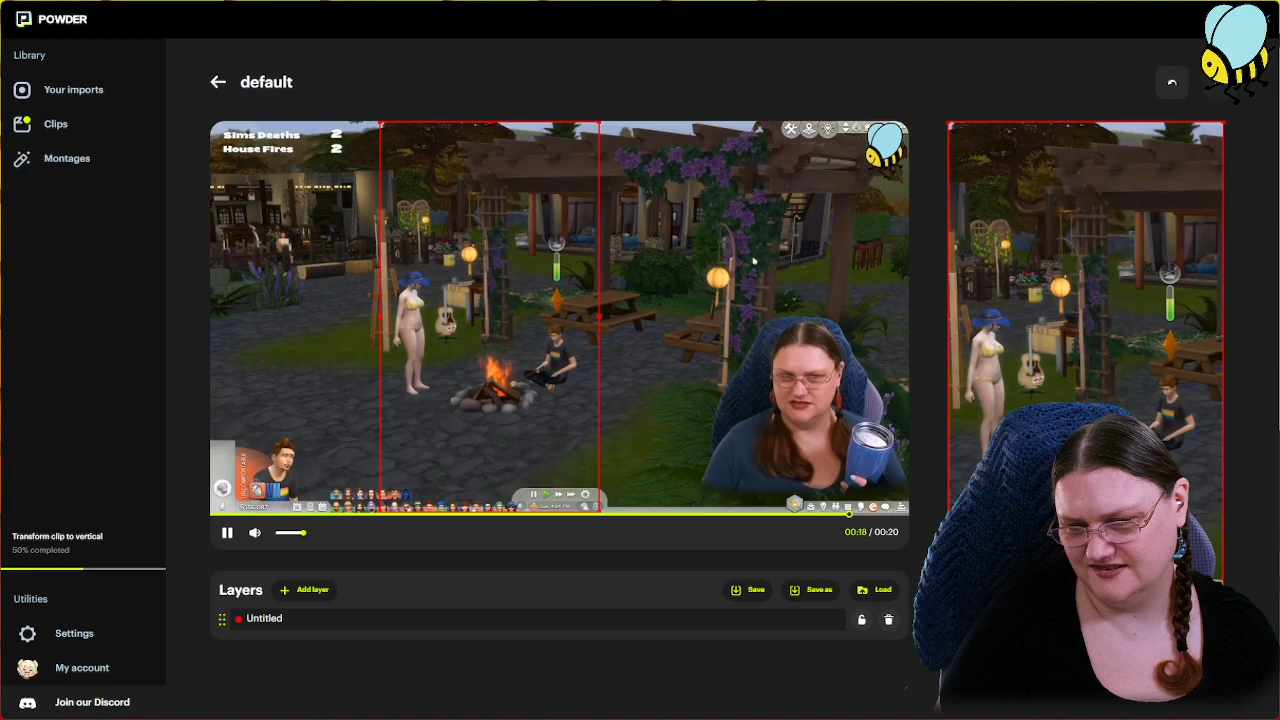 POWDER
Library
Your imports
Clips
Montages
Transform clip to vertical
50% completed
Utilities
Settings
My account
Join our Discord
default
Sims Deaths 2
House Fires 2
UNCOMFORTABLE
00:18 / 00:20
Layers
Add layer
Save
Save as
Load
Untitled